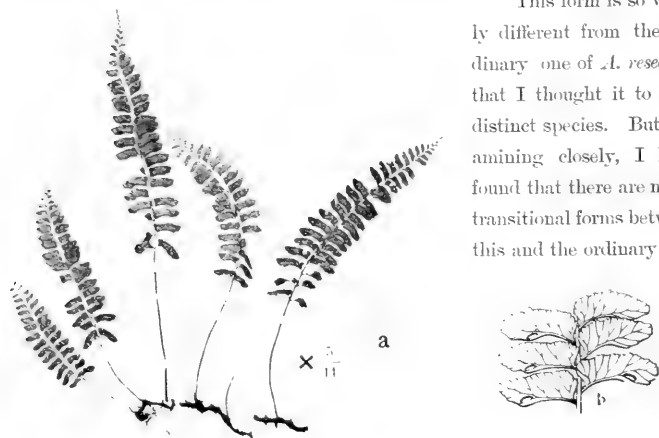 This form is so
ly different from the
dinary one of A.
that I thought it to
distinct species. But
amining closely, I
found that there are
transitional forms
this and the ordinary
a
×
b